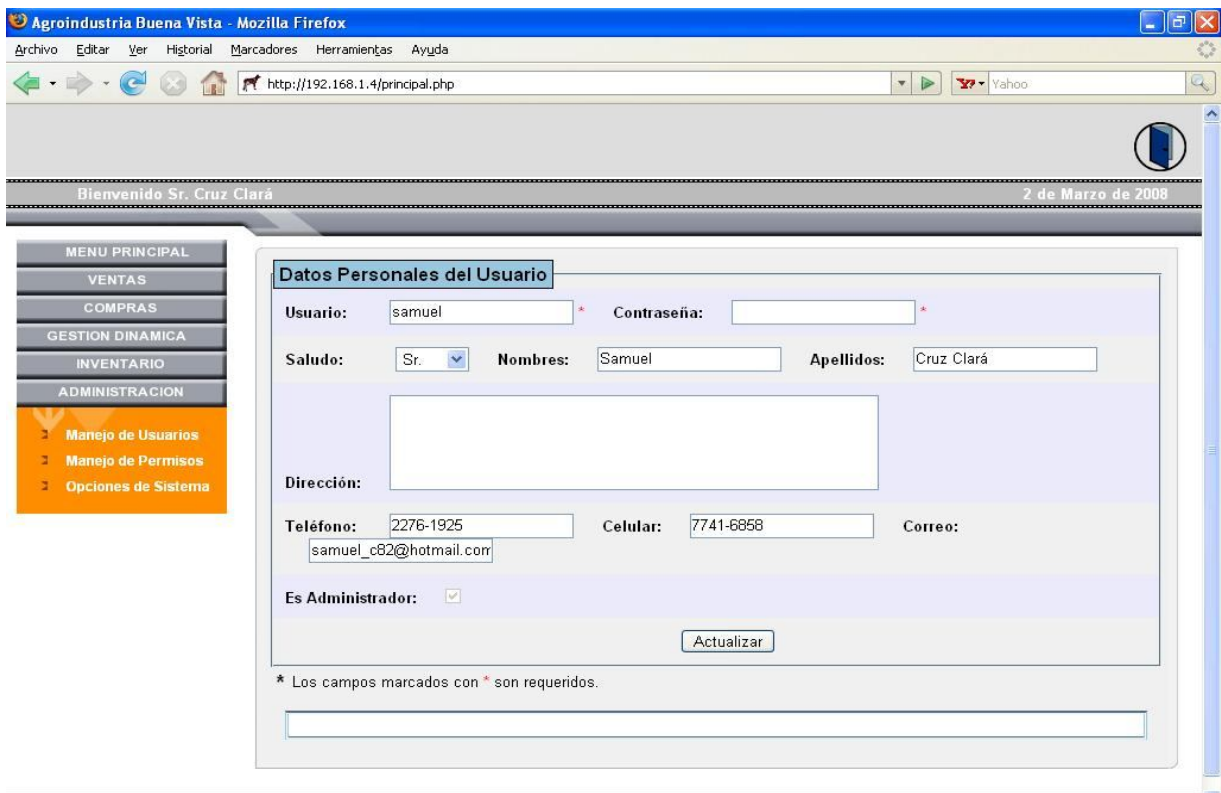 Agroindustria Buena Vista - Mozilla Firefox
Archivo Editar Ver Historial Marcadores Herramientas Ayuda
http://192.168.1.4/principal.php Yahoo
Bienvenido Sr. Cruz Clará 2 de Marzo de 2008
MENU PRINCIPAL
VENTAS
COMPRAS
GESTION DINAMICA
INVENTARIO
ADMINISTRACION
Manejo de Usuarios
Manejo de Permisos
Opciones de Sistema
Datos Personales del Usuario
Usuario: samuel * Contraseña: *
Saludo: Sr. Nombres: Samuel Apellidos: Cruz Clará
Dirección:
Teléfono: 2276-1925 Celular: 7741-6858 Correo:
samuel_c82@hotmail.com
Es Administrador:
Actualizar
* Los campos marcados con * son requeridos.